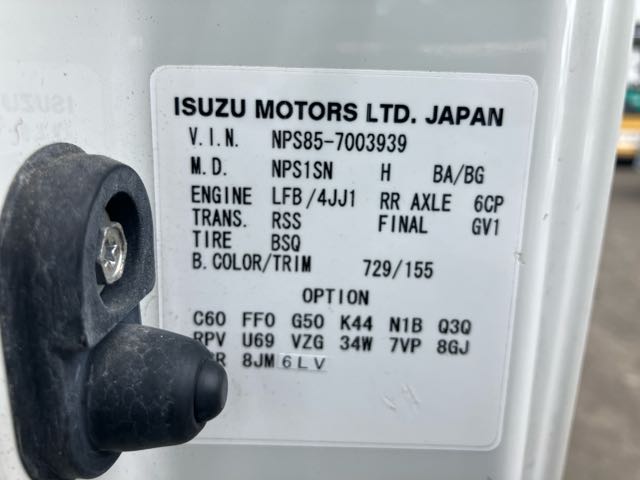 ISUZU MOTORS LTD. JAPAN
V.I.N. NPS85-7003939
M.D. NPS1SN H BA/BG
ENGINE LFB/4JJ1 RR AXLE 6CP
TRANS. RSS FINAL GV1
TIRE BSQ
B.COLOR/TRIM 729/155
OPTION
C60 FF0 G50 K44 N1B Q3Q
RPV U69 VZG 34W 7VP 8GJ
8JM 6LV